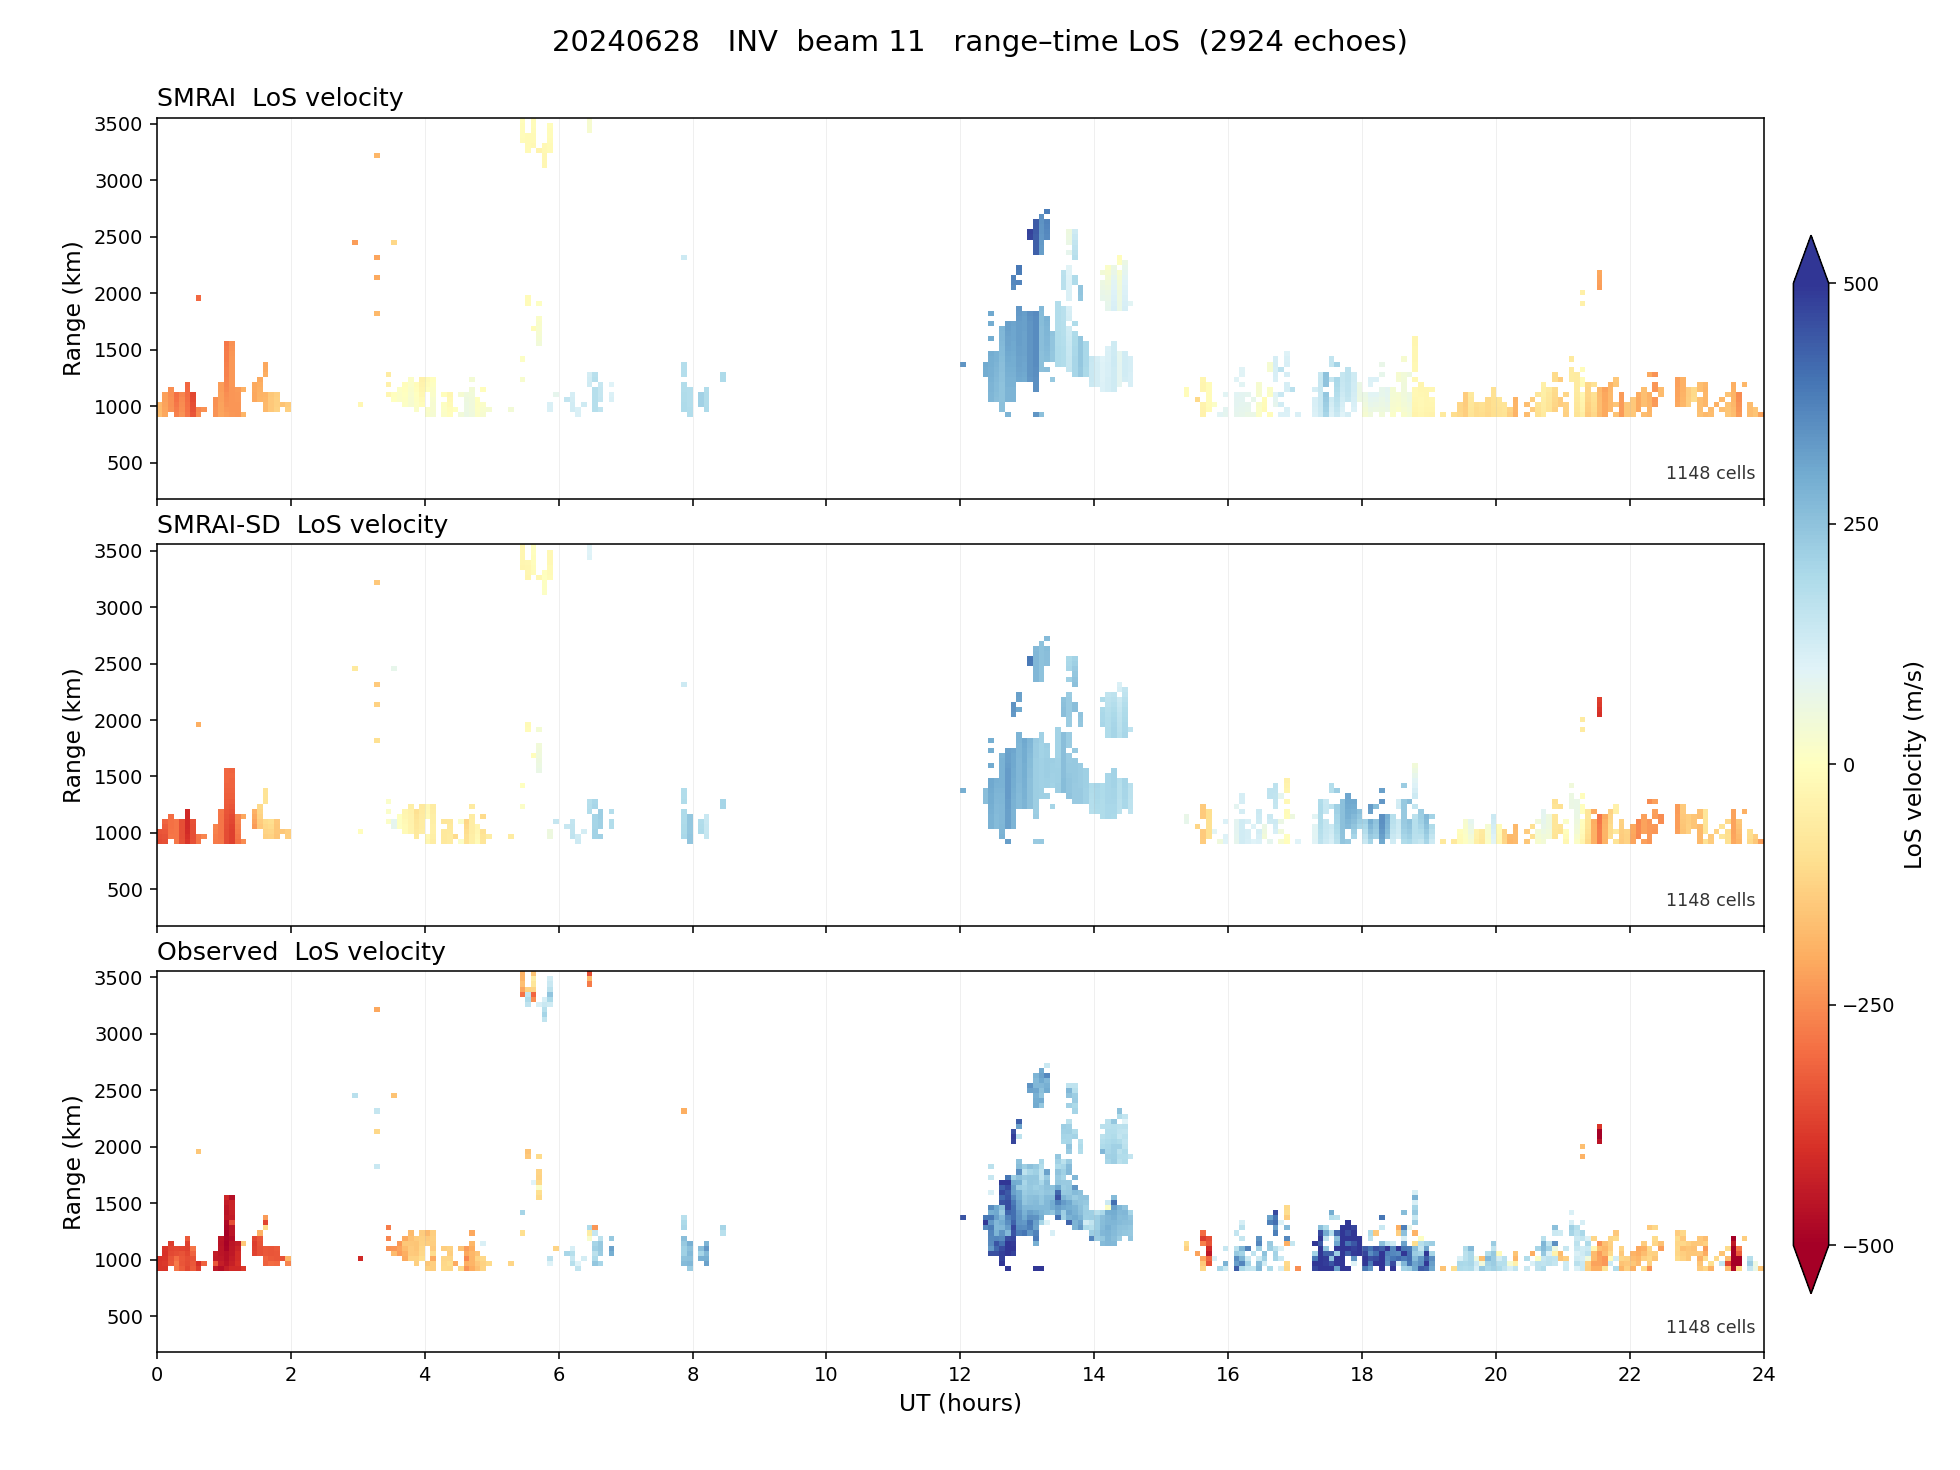 20240628   INV  beam 11   range–time LoS  (2924 echoes)
SMRAI  LoS velocity
3500
3000
2500
2000
1500
1000
500
Range (km)
1148 cells
SMRAI-SD  LoS velocity
3500
3000
2500
2000
1500
1000
500
Range (km)
1148 cells
Observed  LoS velocity
3500
3000
2500
2000
1500
1000
500
Range (km)
1148 cells
0 2 4 6 8 10 12 14 16 18 20 22 24
UT (hours)
500
250
0
−250
−500
LoS velocity (m/s)